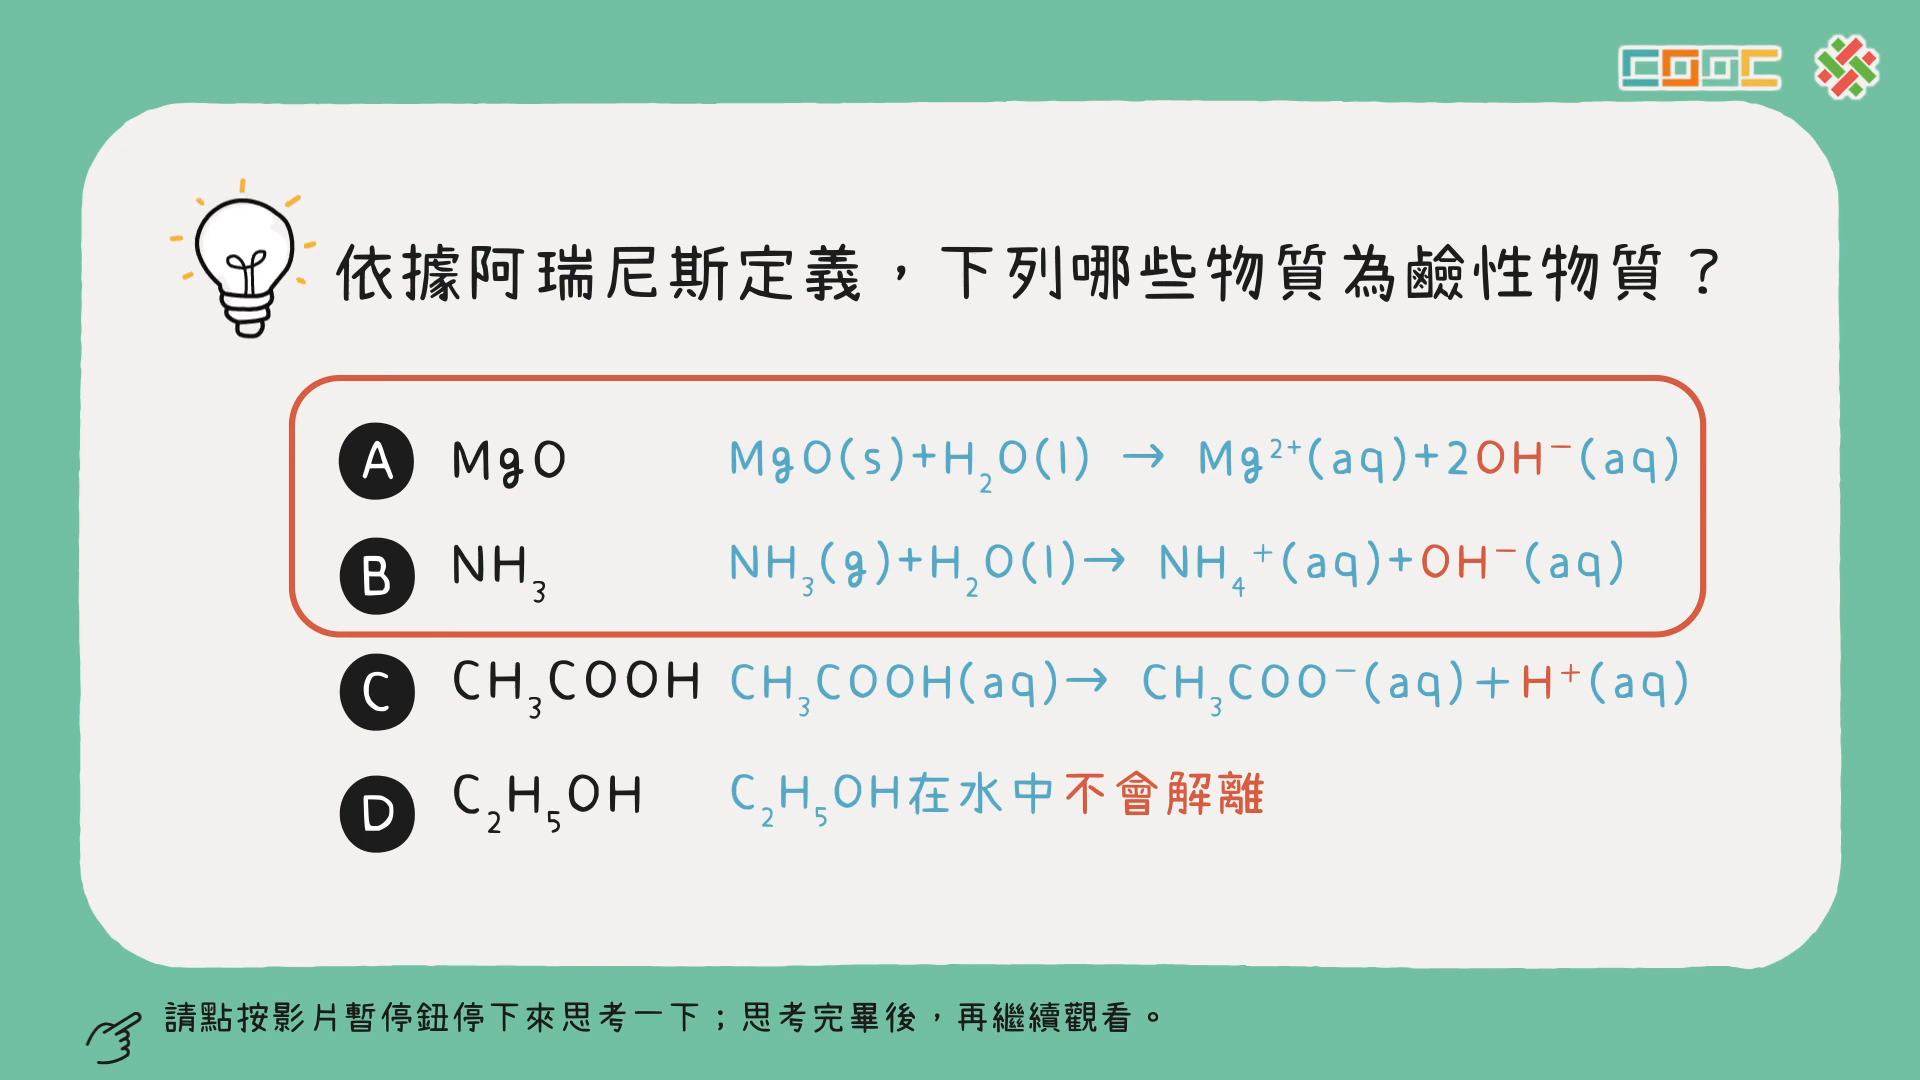 COOC
依據阿瑞尼斯定義，下列哪些物質為鹼性物質？
A MgO MgO(s)+H₂O(l) → Mg²⁺(aq)+2OH⁻(aq)
B NH₃ NH₃(g)+H₂O(l)→ NH₄⁺(aq)+OH⁻(aq)
C CH₃COOH CH₃COOH(aq)→ CH₃COO⁻(aq)+H⁺(aq)
D C₂H₅OH C₂H₅OH在水中不會解離
請點按影片暫停鈕停下來思考一下；思考完畢後，再繼續觀看。